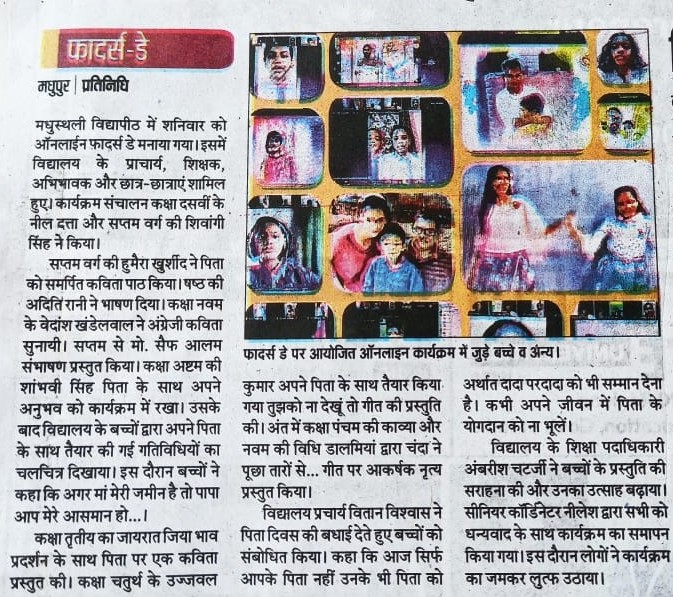 फादर्स-डे
मधुपुर | प्रतिनिधि
मधुस्थली विद्यापीठ में शनिवार को
ऑनलाईन फादर्स डे मनाया गया। इसमें
विद्यालय के प्राचार्य, शिक्षक,
अभिभावक और छात्र-छात्राएं शामिल
हुए। कार्यक्रम संचालन कक्षा दसवीं के
नील दत्ता और सप्तम वर्ग की शिवांगी
सिंह ने किया।
सप्तम वर्ग की हुमैरा खुर्शीद ने पिता
को समर्पित कविता पाठ किया। षष्ठ की
अदिति रानी ने भाषण दिया। कक्षा नवम
के वेदांश खंडेलवाल ने अंग्रेजी कविता
सुनायी। सप्तम से मो. सैफ आलम
संभाषण प्रस्तुत किया। कक्षा अष्टम की
शांभवी सिंह पिता के साथ अपने
अनुभव को कार्यक्रम में रखा। उसके
बाद विद्यालय के बच्चों द्वारा अपने पिता
के साथ तैयार की गई गतिविधियों का
चलचित्र दिखाया। इस दौरान बच्चों ने
कहा कि अगर मां मेरी जमीन है तो पापा
आप मेरे आसमान हो...।
कक्षा तृतीय का जायरात जिया भाव
प्रदर्शन के साथ पिता पर एक कविता
प्रस्तुत की। कक्षा चतुर्थ के उज्जवल
फादर्स डे पर आयोजित ऑनलाइन कार्यक्रम में जुड़े बच्चे व अन्य।
कुमार अपने पिता के साथ तैयार किया
गया तुझको ना देखूं तो गीत की प्रस्तुति
की। अंत में कक्षा पंचम की काव्या और
नवम की विधि डालमियां द्वारा चंदा ने
पूछा तारों से... गीत पर आकर्षक नृत्य
प्रस्तुत किया।
विद्यालय प्रचार्य वितान विश्वास ने
पिता दिवस की बधाई देते हुए बच्चों को
संबोधित किया। कहा कि आज सिर्फ
आपके पिता नहीं उनके भी पिता को
अर्थात दादा परदादा को भी सम्मान देना
है। कभी अपने जीवन में पिता के
योगदान को ना भूलें।
विद्यालय के शिक्षा पदाधिकारी
अंबरीश चटर्जी ने बच्चों के प्रस्तुति की
सराहना की और उनका उत्साह बढ़ाया।
सीनियर कॉर्डिनेटर नीलेश द्वारा सभी को
धन्यवाद के साथ कार्यक्रम का समापन
किया गया। इस दौरान लोगों ने कार्यक्रम
का जमकर लुत्फ उठाया।